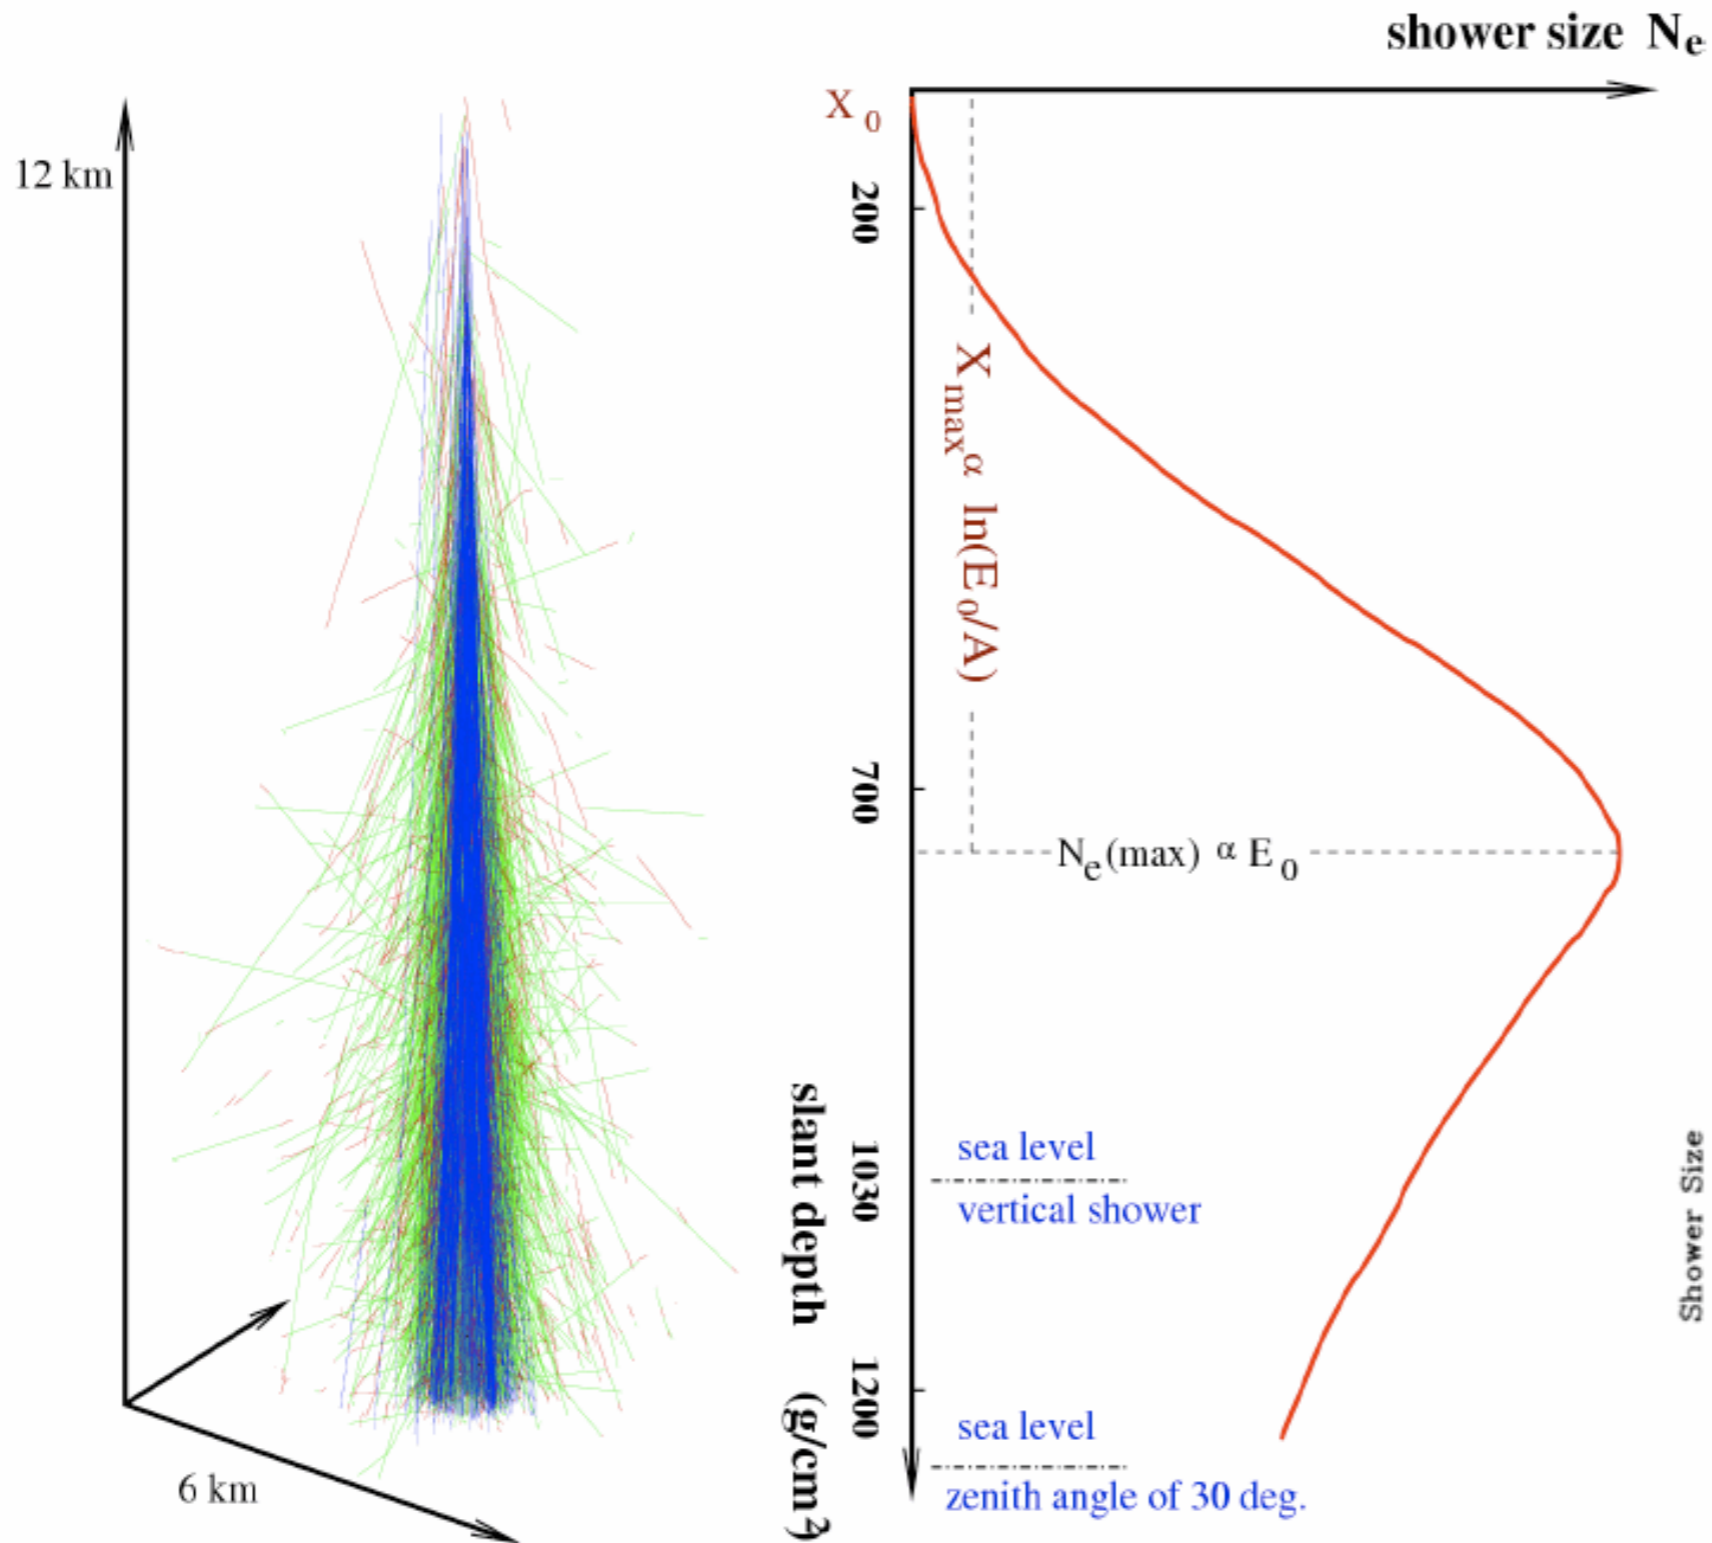 shower size Ne
X0
12 km
200
Xmax α ln(E0/A)
700
Ne(max) α E0
slant depth (g/cm2)
1030
sea level
vertical shower
Shower Size
1200
sea level
zenith angle of 30 deg.
6 km